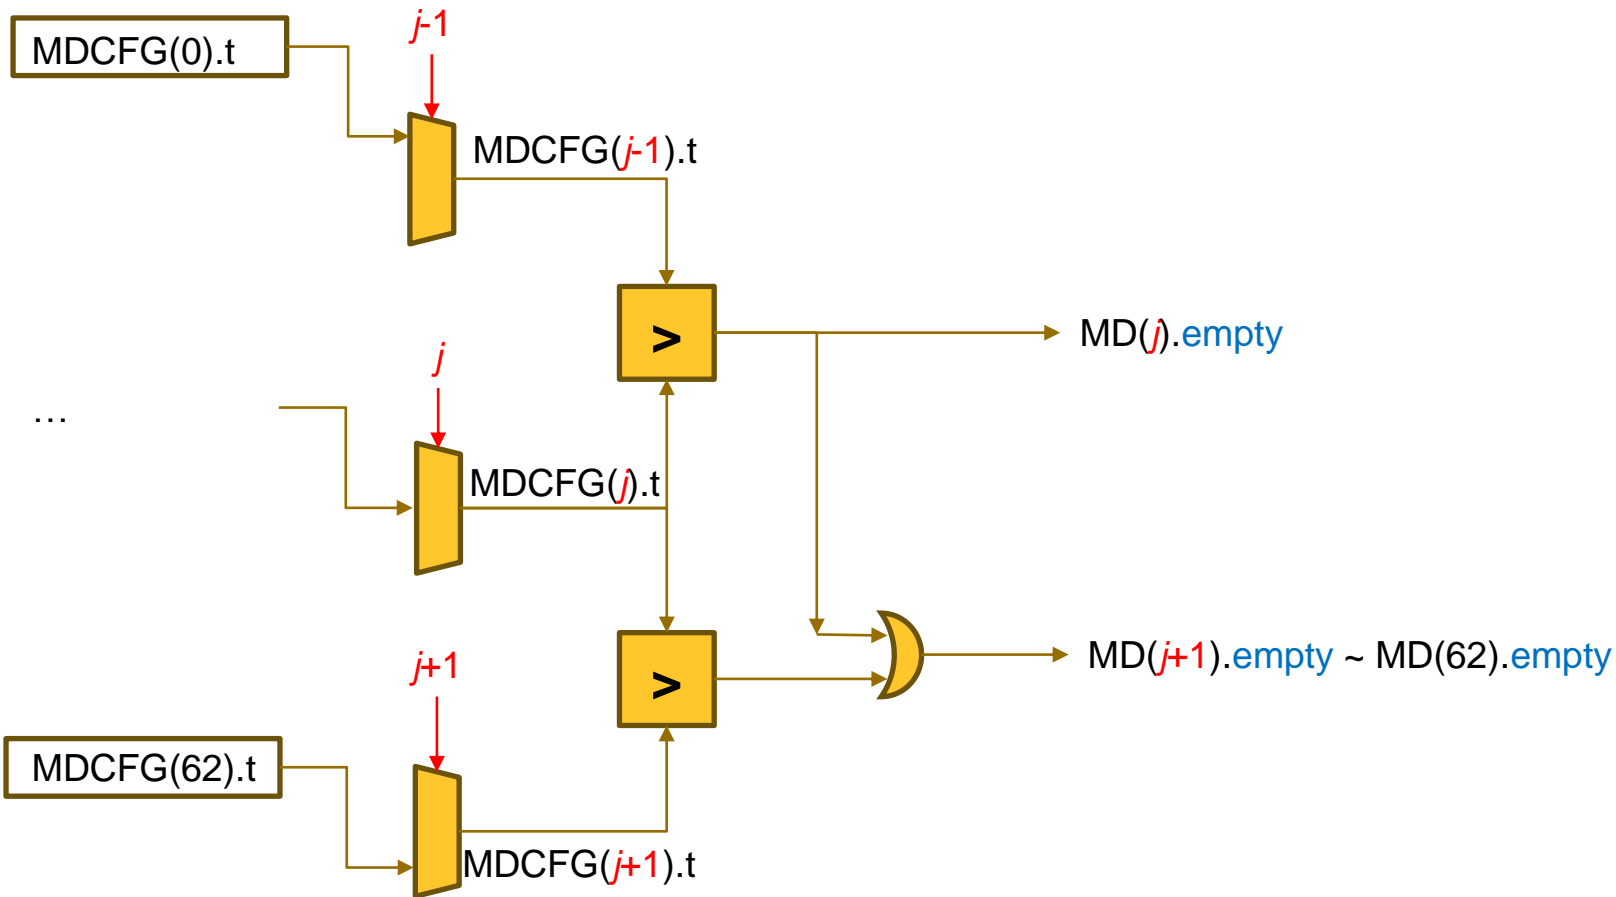 j-1
MDCFG(0).t
MDCFG(j-1).t
>
MD(j).empty
j
…
MDCFG(j).t
>
MD(j+1).empty ~ MD(62).empty
j+1
MDCFG(62).t
MDCFG(j+1).t